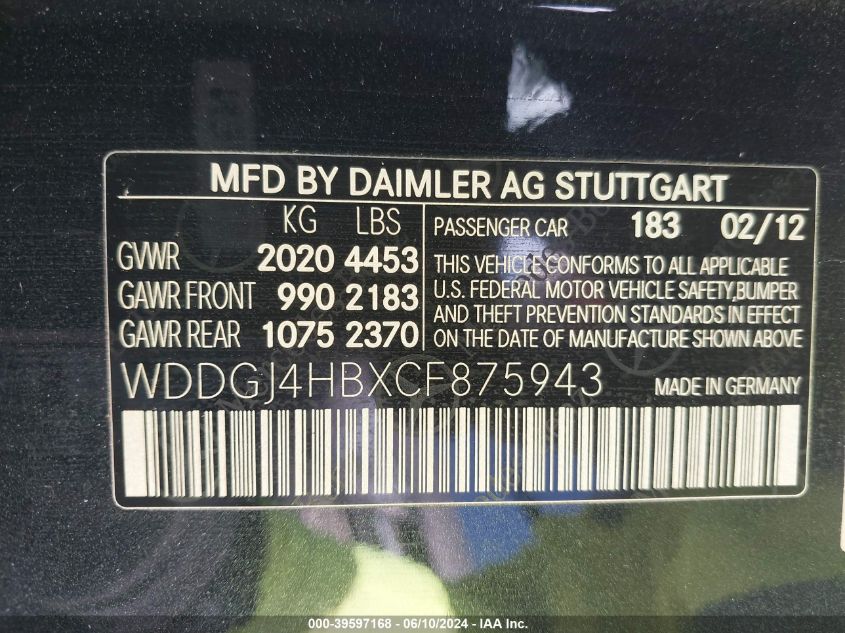 MFD BY DAIMLER AG STUTTGART
KG LBS
GVWR 2020 4453
GAWR FRONT 990 2183
GAWR REAR 1075 2370
PASSENGER CAR 183 02/12
THIS VEHICLE CONFORMS TO ALL APPLICABLE
U.S. FEDERAL MOTOR VEHICLE SAFETY,BUMPER
AND THEFT PREVENTION STANDARDS IN EFFECT
ON THE DATE OF MANUFACTURE SHOWN ABOVE
WDDGJ4HBXCF875943 MADE IN GERMANY
000-39597168 - 06/10/2024 - IAA Inc.